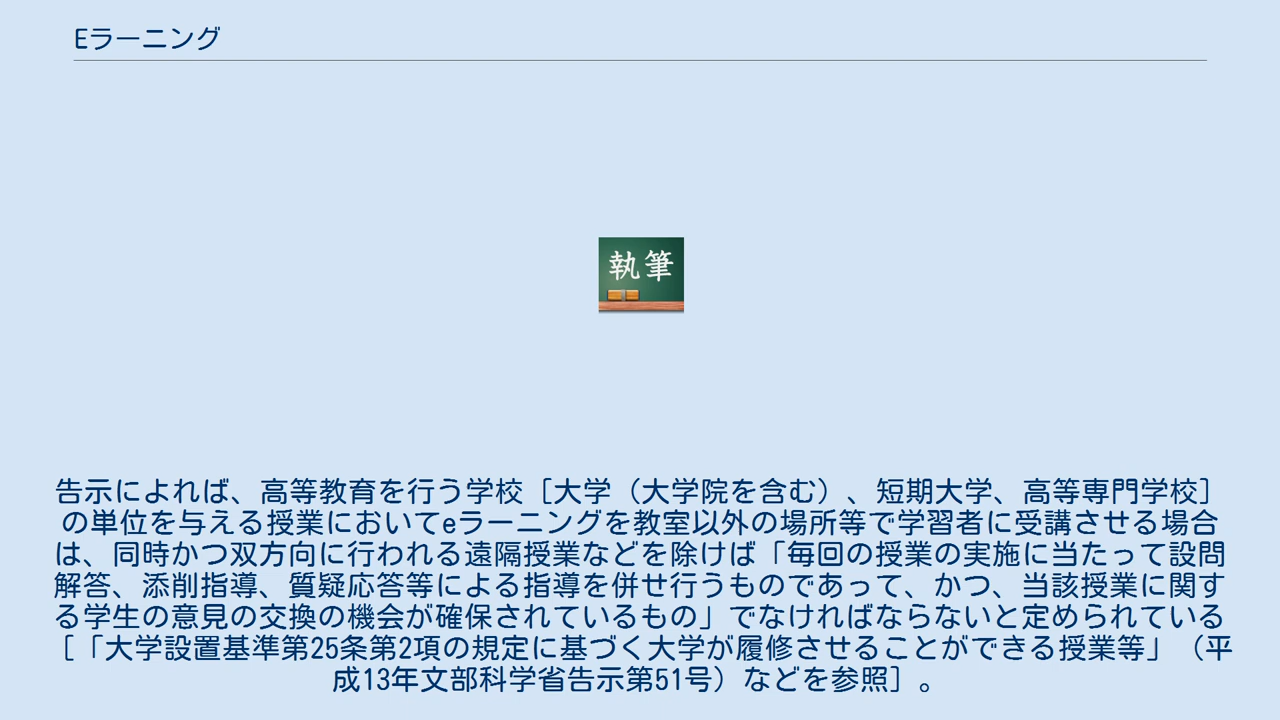 Eラーニング
執筆
告示によれば、高等教育を行う学校［大学（大学院を含む）、短期大学、高等専門学校］
の単位を与える授業においてeラーニングを教室以外の場所等で学習者に受講させる場合
は、同時かつ双方向に行われる遠隔授業などを除けば「毎回の授業の実施に当たって設問
解答、添削指導、質疑応答等による指導を併せ行うものであって、かつ、当該授業に関す
る学生の意見の交換の機会が確保されているもの」でなければならないと定められている
［「大学設置基準第25条第2項の規定に基づく大学が履修させることができる授業等」（平
成13年文部科学省告示第51号）などを参照］。